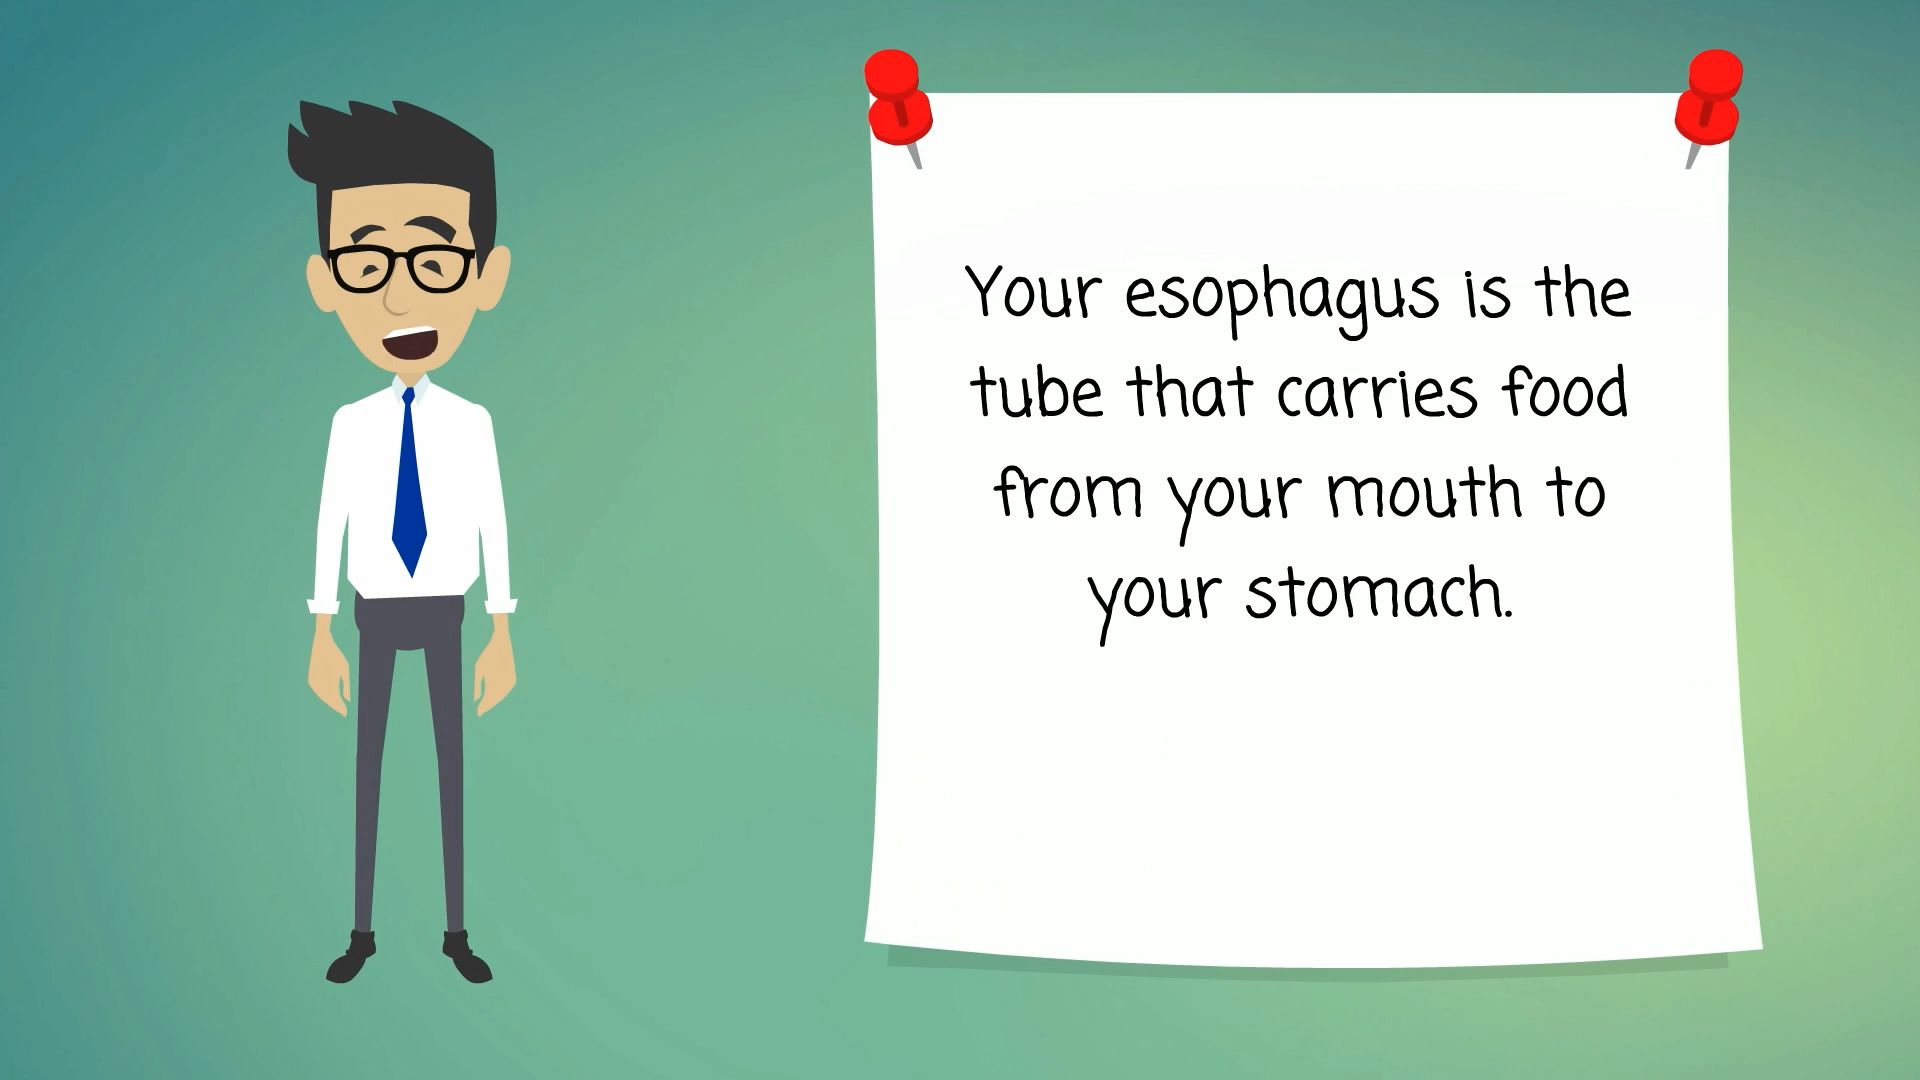 Your esophagus is the
tube that carries food
from your mouth to
your stomach.